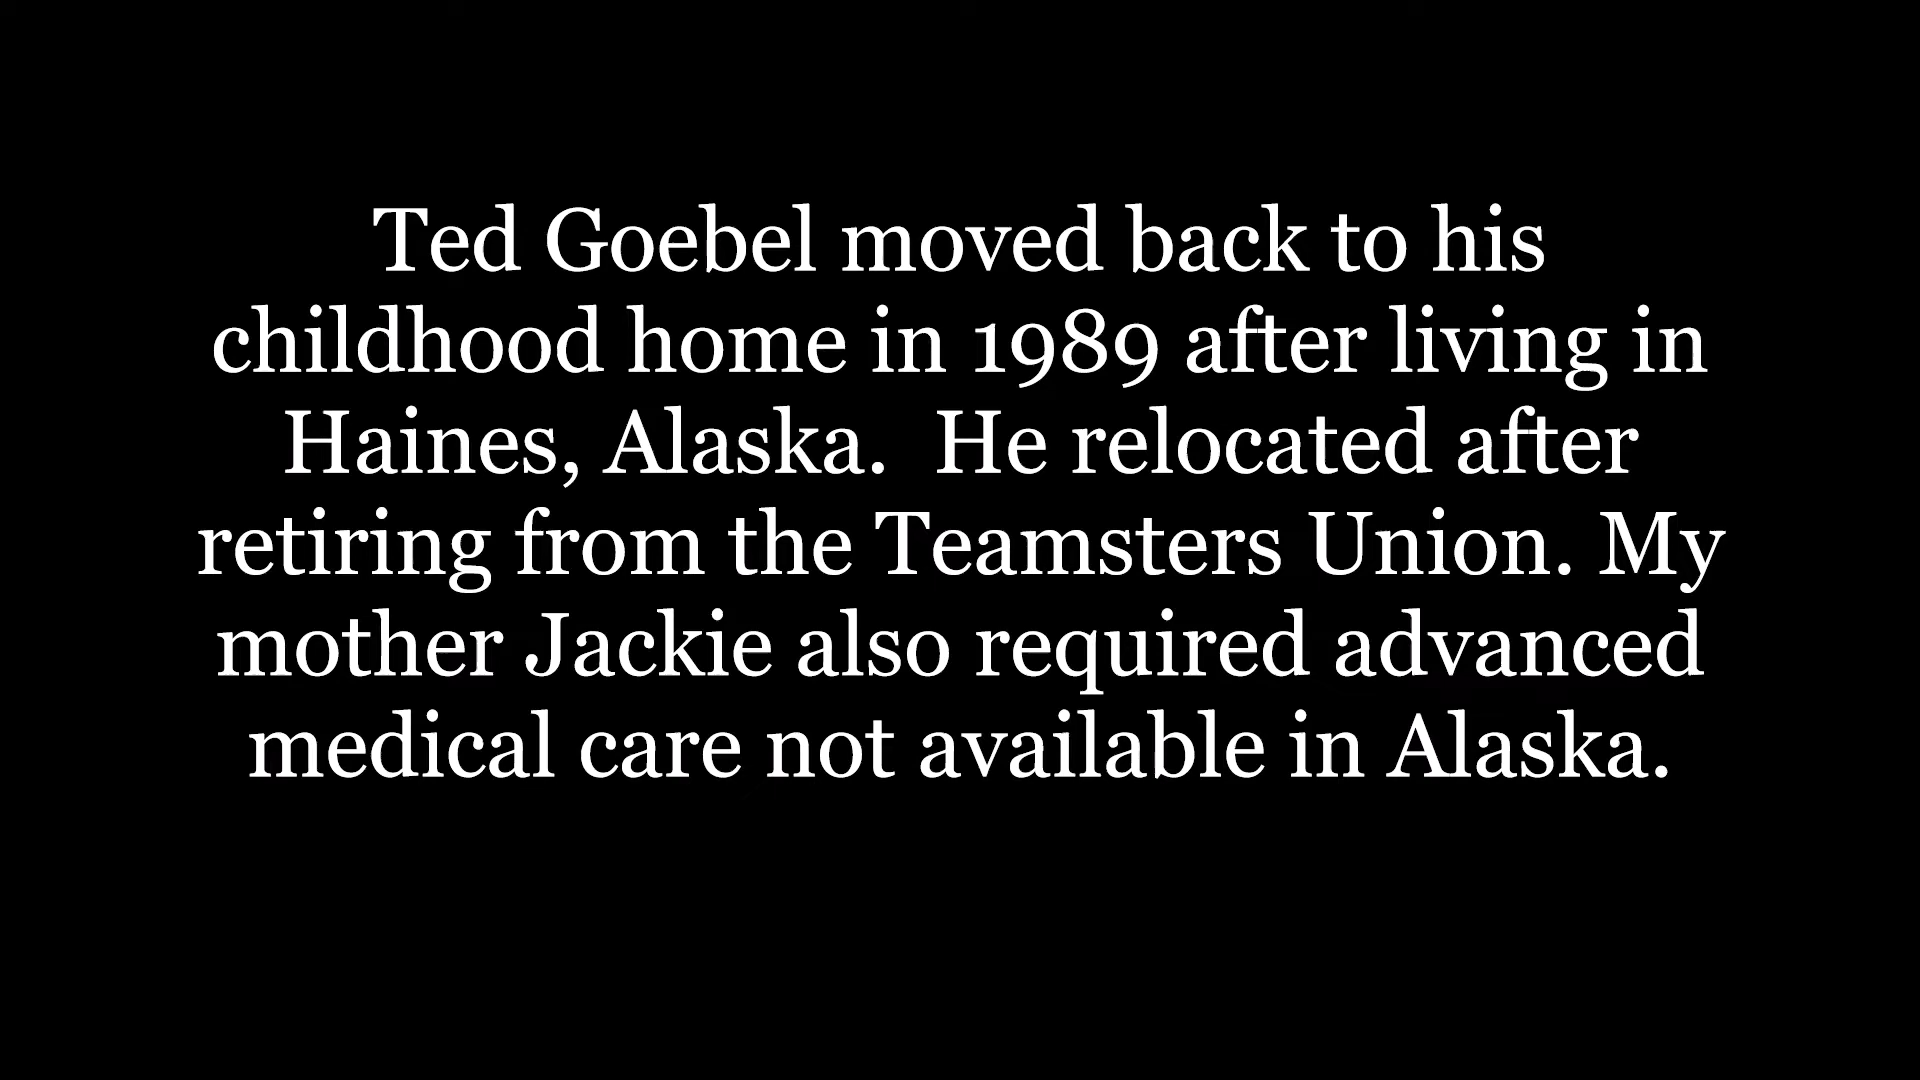 Ted Goebel moved back to his
childhood home in 1989 after living in
Haines, Alaska.  He relocated after
retiring from the Teamsters Union. My
mother Jackie also required advanced
medical care not available in Alaska.